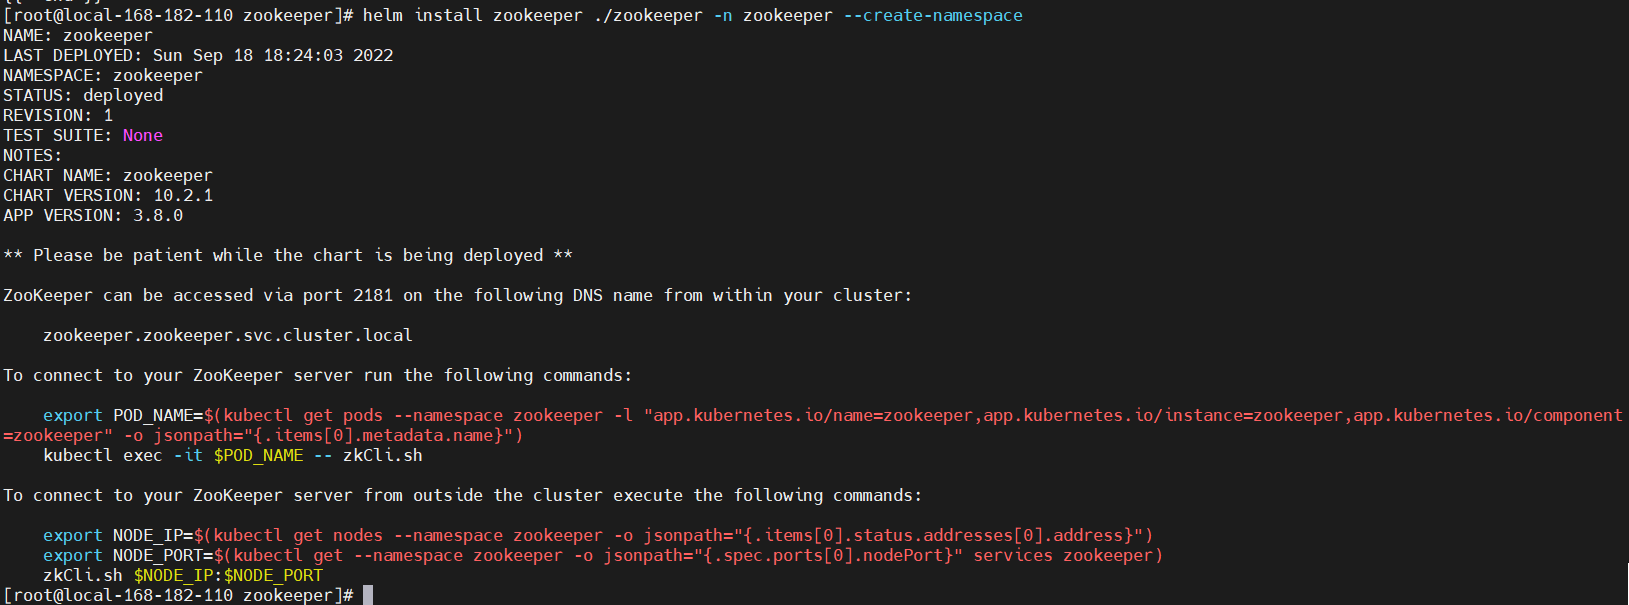 [root@local-168-182-110 zookeeper]# helm install zookeeper ./zookeeper -n zookeeper --create-namespace
NAME: zookeeper
LAST DEPLOYED: Sun Sep 18 18:24:03 2022
NAMESPACE: zookeeper
STATUS: deployed
REVISION: 1
TEST SUITE: None
NOTES:
CHART NAME: zookeeper
CHART VERSION: 10.2.1
APP VERSION: 3.8.0
** Please be patient while the chart is being deployed **
ZooKeeper can be accessed via port 2181 on the following DNS name from within your cluster:
    zookeeper.zookeeper.svc.cluster.local
To connect to your ZooKeeper server run the following commands:
    export POD_NAME=$(kubectl get pods --namespace zookeeper -l "app.kubernetes.io/name=zookeeper,app.kubernetes.io/instance=zookeeper,app.kubernetes.io/component
=zookeeper" -o jsonpath="{.items[0].metadata.name}")
    kubectl exec -it $POD_NAME -- zkCli.sh
To connect to your ZooKeeper server from outside the cluster execute the following commands:
    export NODE_IP=$(kubectl get nodes --namespace zookeeper -o jsonpath="{.items[0].status.addresses[0].address}")
    export NODE_PORT=$(kubectl get --namespace zookeeper -o jsonpath="{.spec.ports[0].nodePort}" services zookeeper)
    zkCli.sh $NODE_IP:$NODE_PORT
[root@local-168-182-110 zookeeper]#